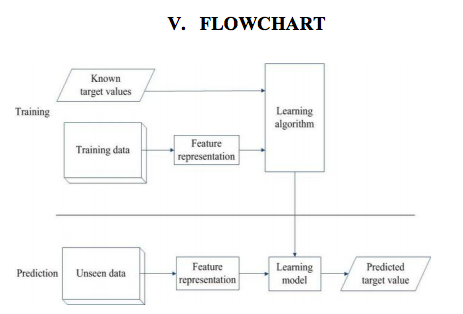 V. FLOWCHART
Known
target values
Training
Learning
algorithm
Training data
Feature
representation
Prediction
Unseen data
Feature
representation
Learning
model
Predicted
target value